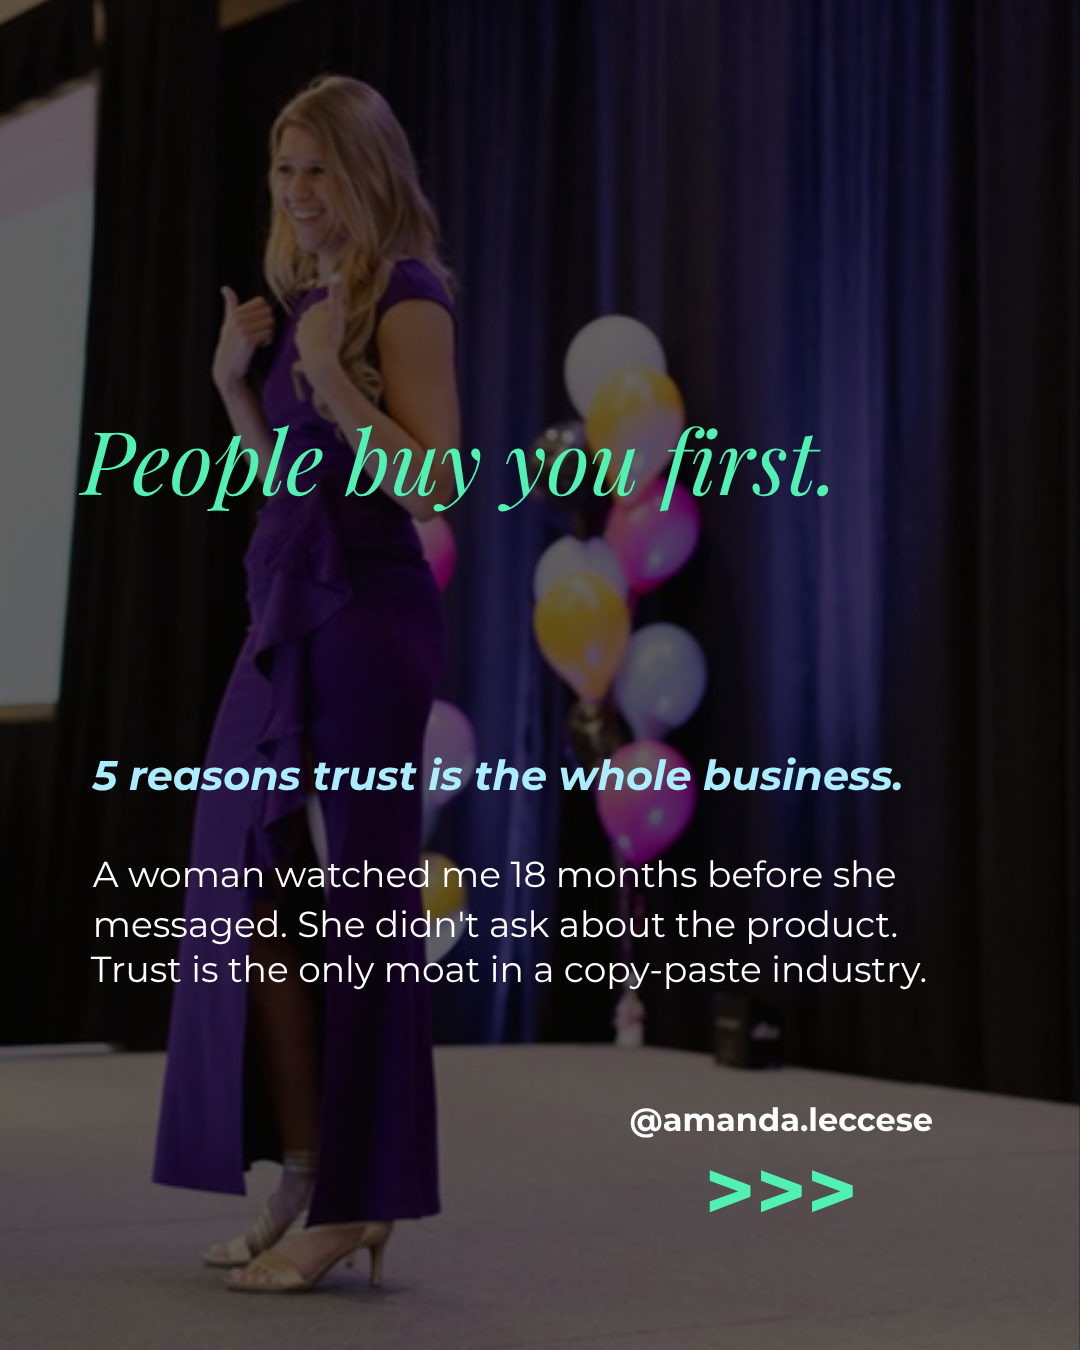 People buy you first.
5 reasons trust is the whole business.
A woman watched me 18 months before she
messaged. She didn't ask about the product.
Trust is the only moat in a copy-paste industry.
@amanda.leccese
>>>